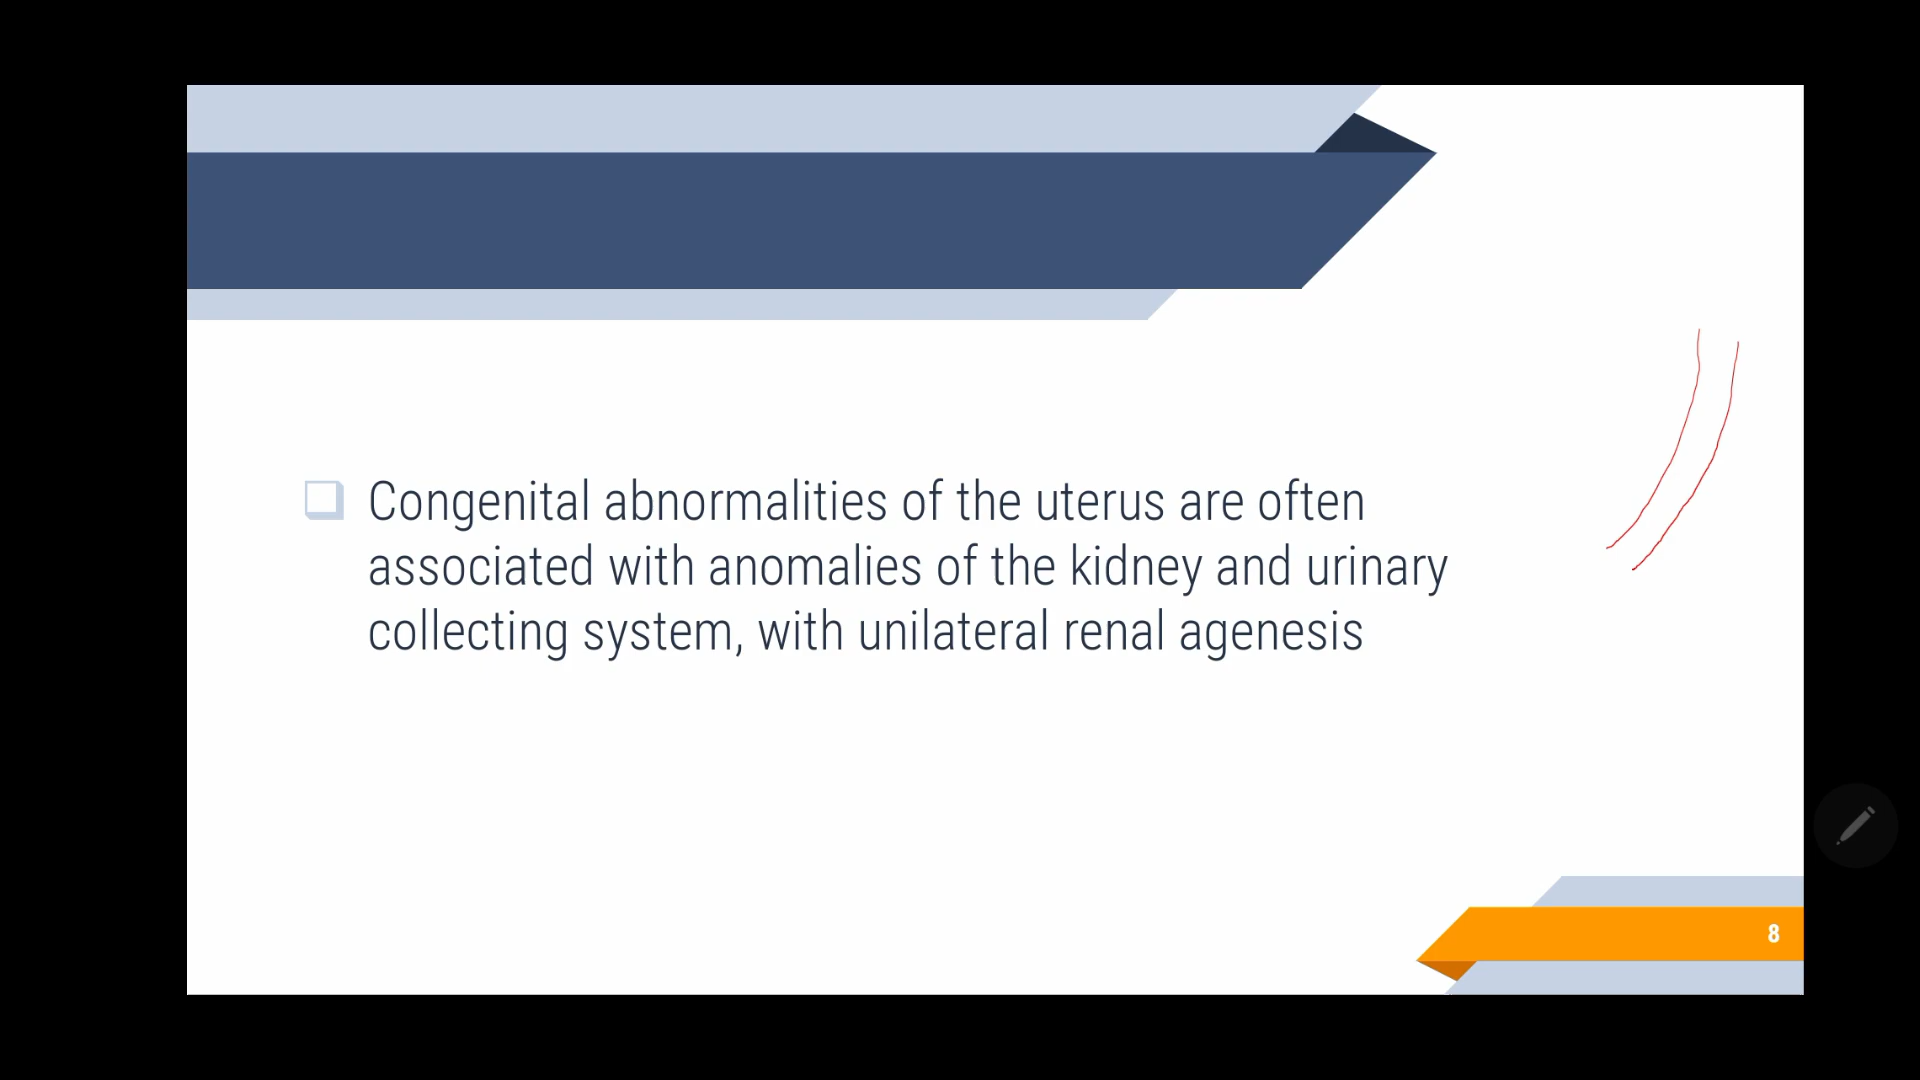 Congenital abnormalities of the uterus are often
associated with anomalies of the kidney and urinary
collecting system, with unilateral renal agenesis
8